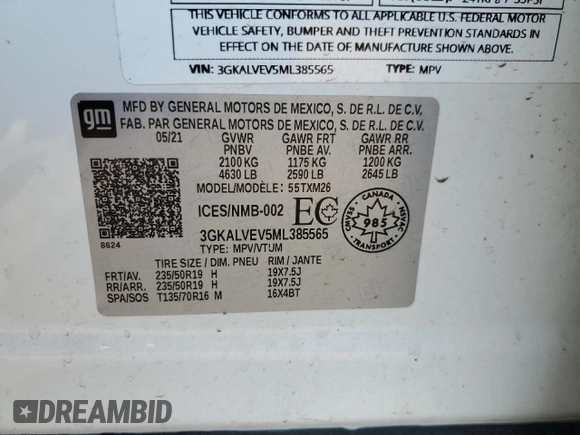 THIS VEHICLE CONFORMS TO ALL APPLICABLE U.S. FEDERAL MOTOR
VEHICLE SAFETY, BUMPER AND THEFT PREVENTION STANDARDS IN
EFFECT ON THE DATE OF MANUFACTURE SHOWN ABOVE.
VIN: 3GKALVEV5ML385565 TYPE: MPV
gm
MFD BY GENERAL MOTORS DE MEXICO, S. DE R.L. DE C.V.
FAB. PAR GENERAL MOTORS DE MEXICO, S. DE R.L. DE C.V.
05/21 GVWR GAWR FRT GAWR RR
PNBV PNBE AV. PNBE ARR.
2100 KG 1175 KG 1200 KG
4630 LB 2590 LB 2645 LB
MODEL/MODÈLE: 55TXM26
ICES/NMB-002 EC
CANADA
CMVSS NSVAC
985
3GKALVEV5ML385565
8624
TYPE: MPV/VTUM
TIRE SIZE / DIM. PNEU RIM / JANTE
FRT/AV. 235/50R19 H 19X7.5J
RR/ARR. 235/50R19 H 19X7.5J
SPA/SOS T135/70R16 M 16X4BT
DREAMBID